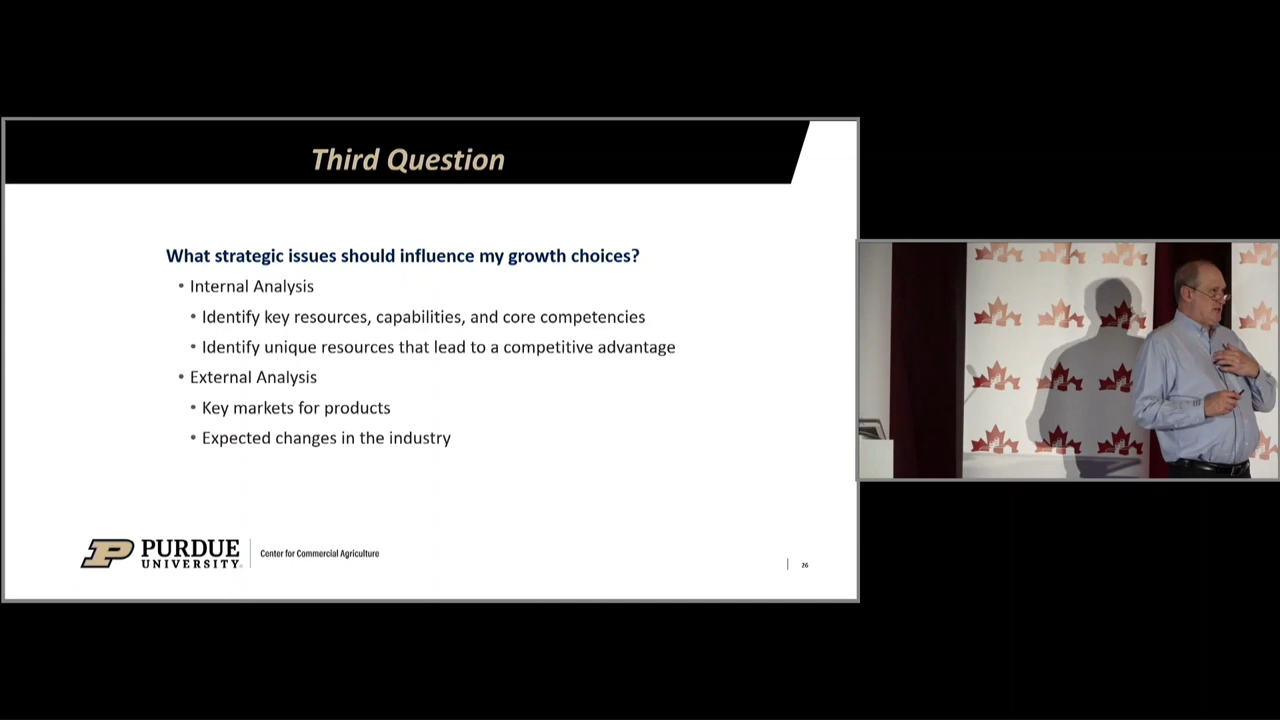 Third Question
What strategic issues should influence my growth choices?
• Internal Analysis
• Identify key resources, capabilities, and core competencies
• Identify unique resources that lead to a competitive advantage
• External Analysis
• Key markets for products
• Expected changes in the industry
PURDUE
UNIVERSITY
Center for Commercial Agriculture
26